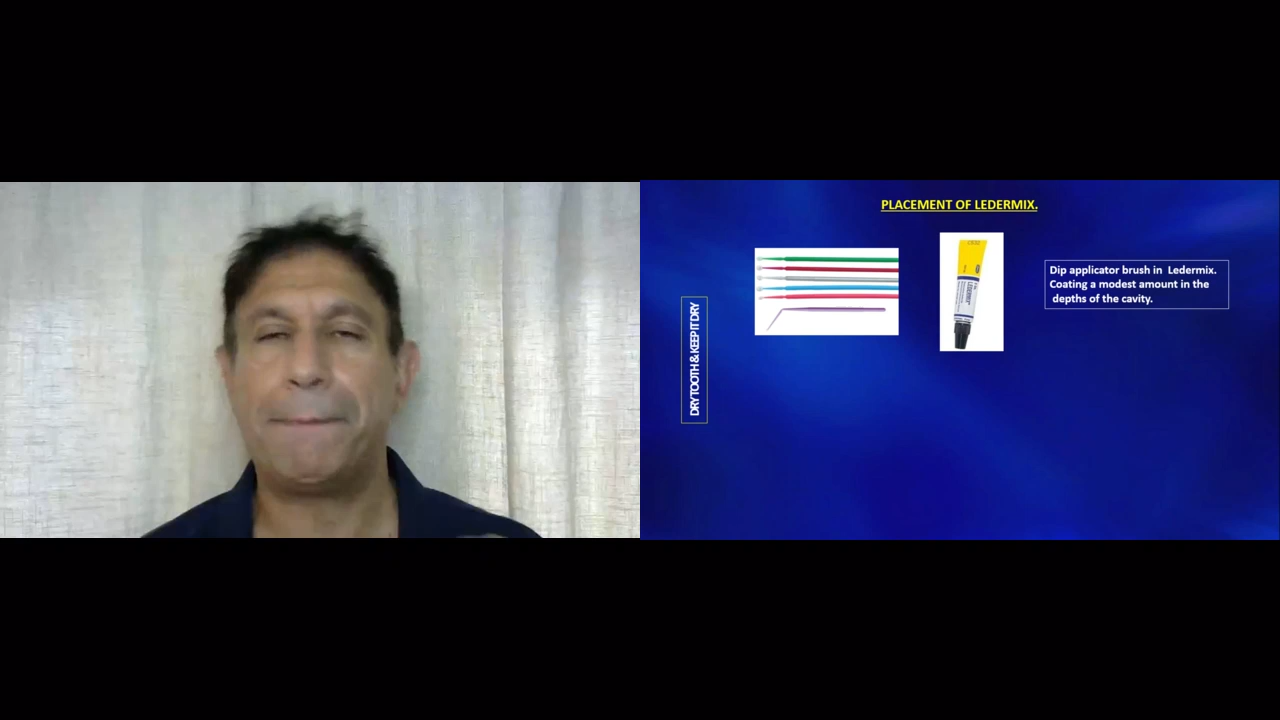 PLACEMENT OF LEDERMIX.
Dip applicator brush in Ledermix.
Coating a modest amount in the
depths of the cavity.
DRY TOOTH & KEEP IT DRY
LEDERMIX